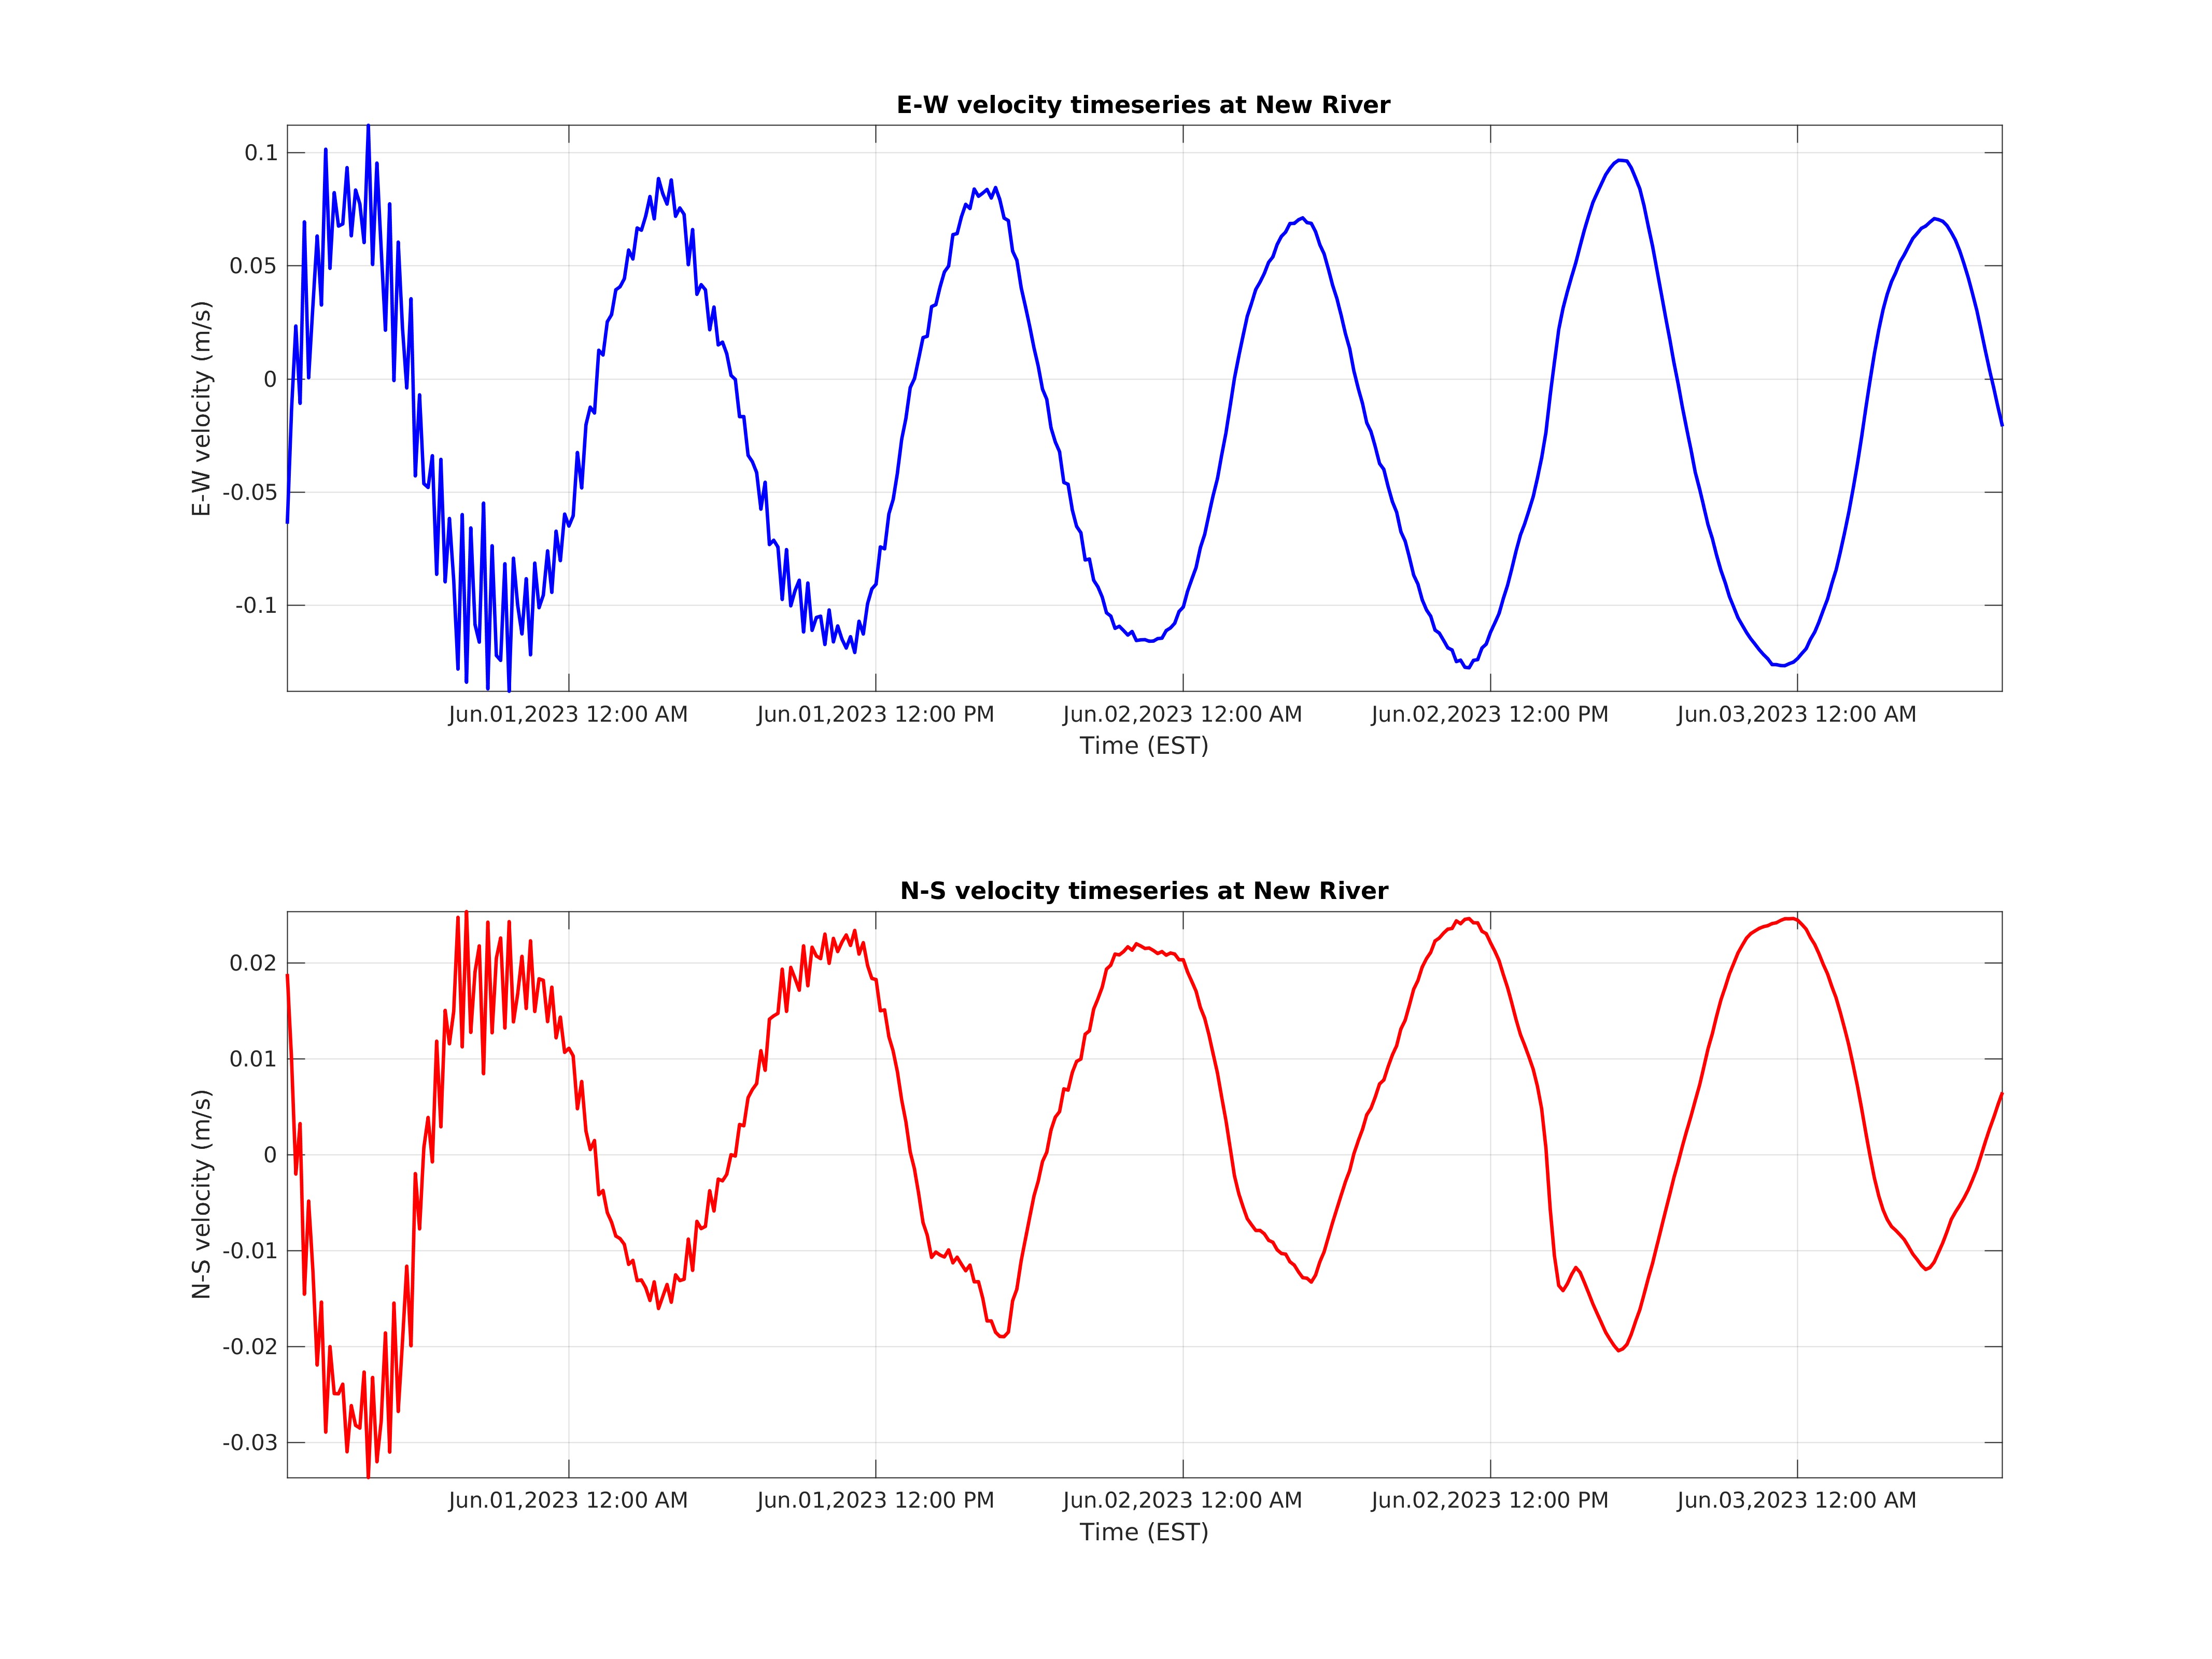 E-W velocity timeseries at New River
E-W velocity (m/s)
0.1
0.05
0
-0.05
-0.1
Jun.01,2023 12:00 AM
Jun.01,2023 12:00 PM
Jun.02,2023 12:00 AM
Jun.02,2023 12:00 PM
Jun.03,2023 12:00 AM
Time (EST)
N-S velocity timeseries at New River
N-S velocity (m/s)
0.02
0.01
0
-0.01
-0.02
-0.03
Jun.01,2023 12:00 AM
Jun.01,2023 12:00 PM
Jun.02,2023 12:00 AM
Jun.02,2023 12:00 PM
Jun.03,2023 12:00 AM
Time (EST)